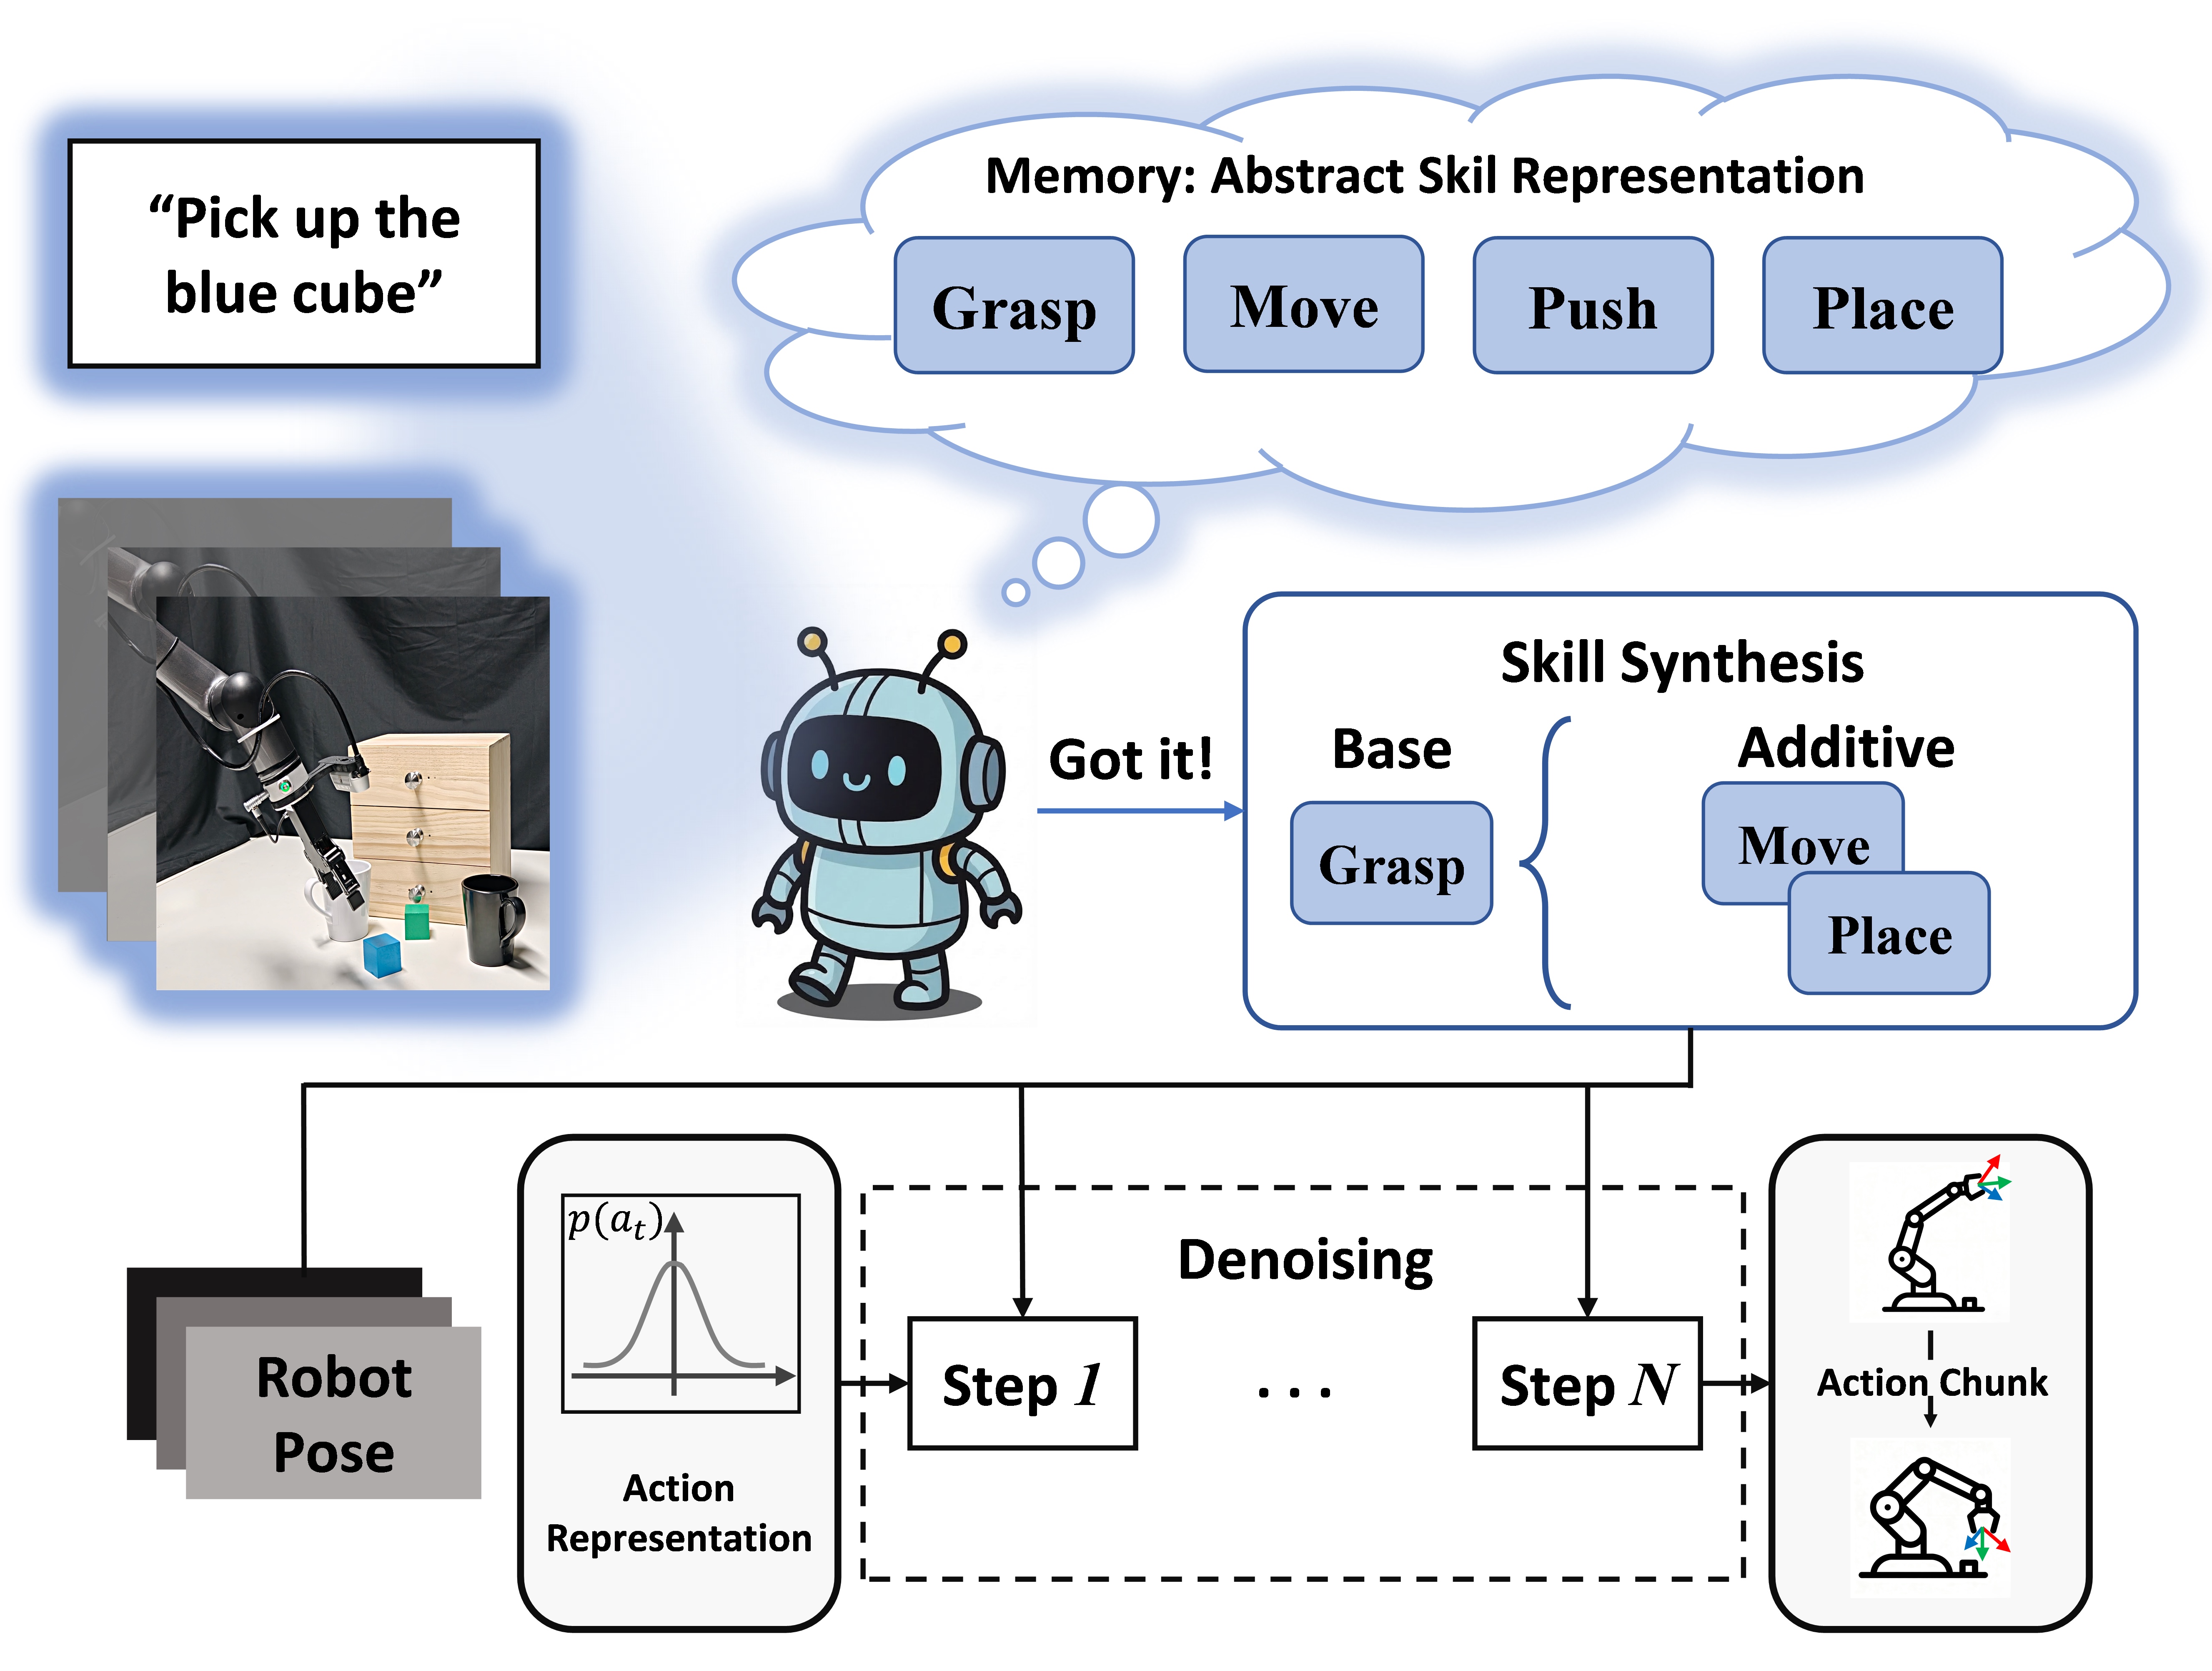 “Pick up the
blue cube”
Memory: Abstract Skil Representation
Grasp
Move
Push
Place
Got it!
Skill Synthesis
Base
Additive
Grasp
Move
Place
Robot
Pose
p(a_t)
Action
Representation
Denoising
Step 1
...
Step N
Action Chunk